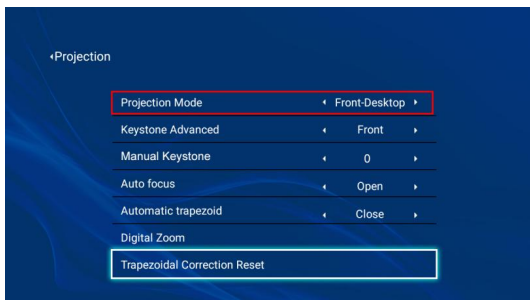 Projection
Projection Mode Front-Desktop
Keystone Advanced Front
Manual Keystone 0
Auto focus Open
Automatic trapezoid Close
Digital Zoom
Trapezoidal Correction Reset